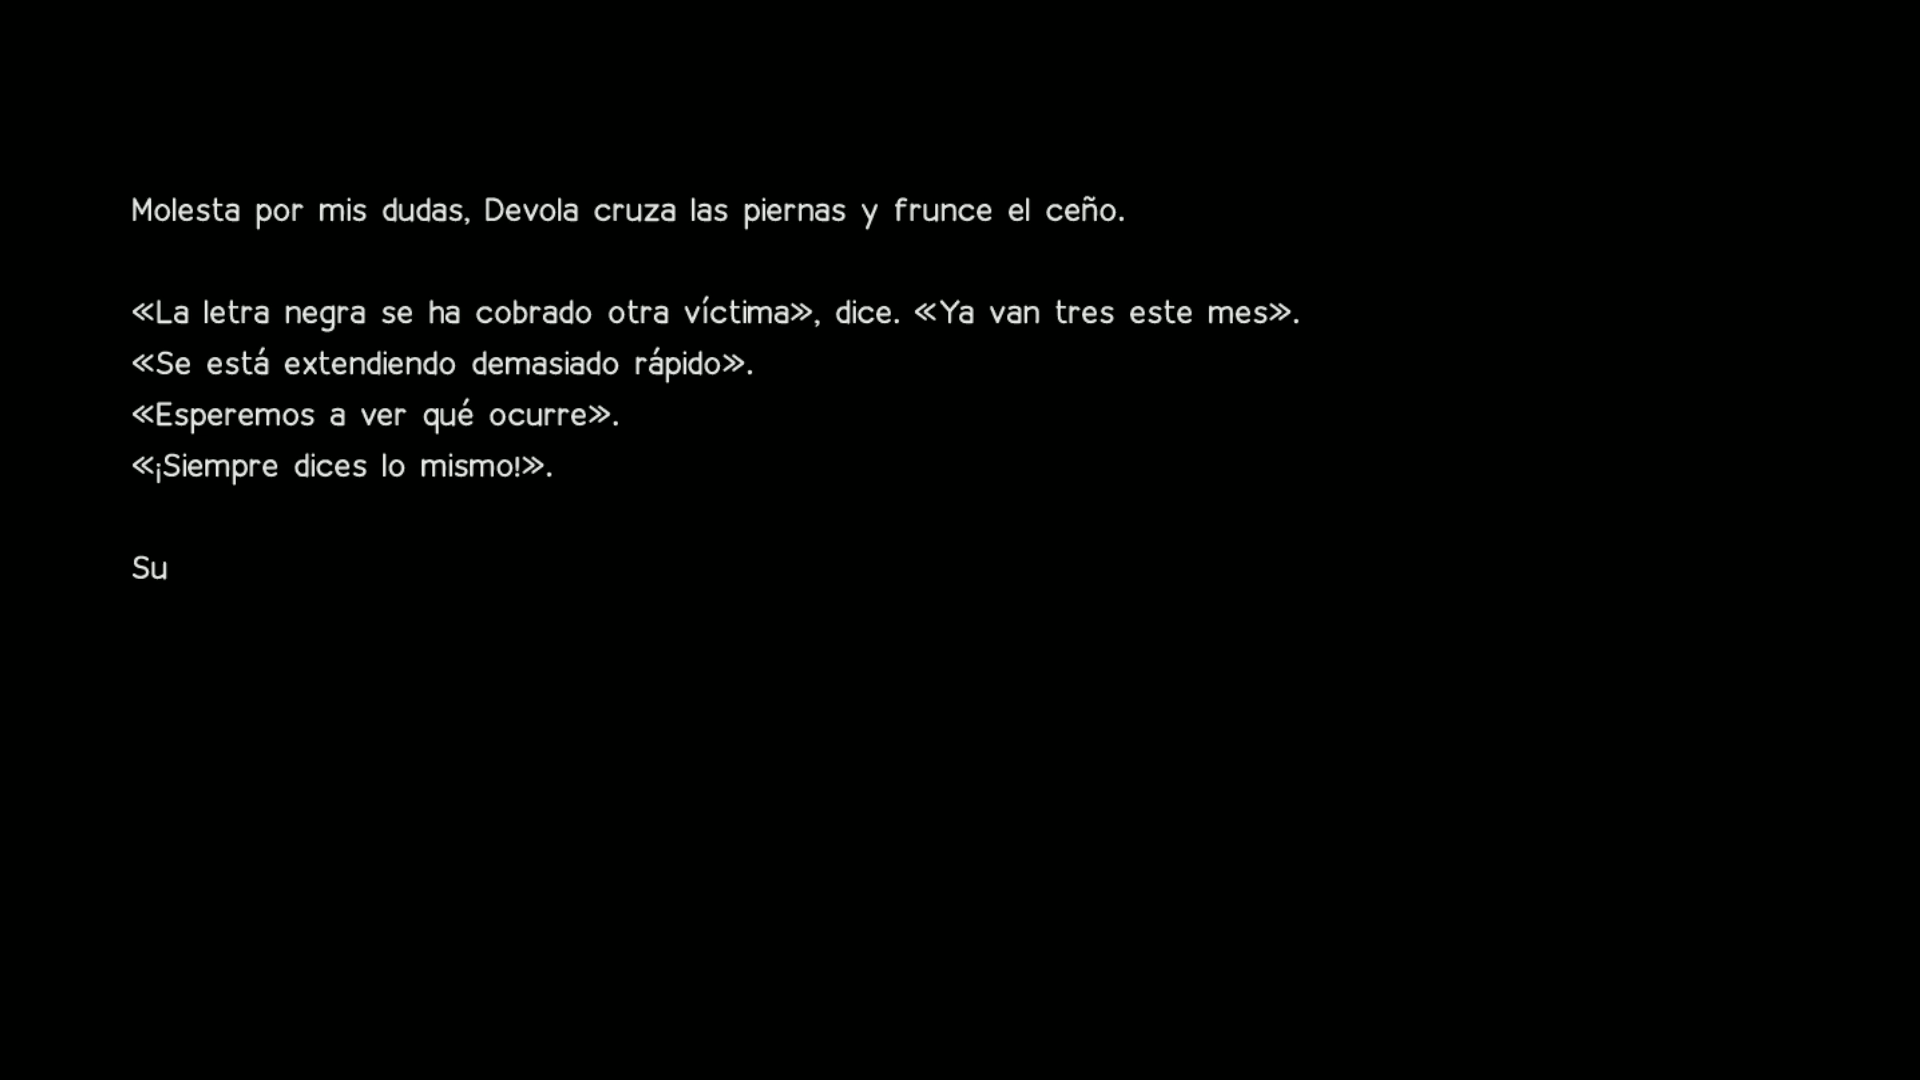 Molesta por mis dudas, Devola cruza las piernas y frunce el ceño.
«La letra negra se ha cobrado otra víctima», dice. «Ya van tres este mes».
«Se está extendiendo demasiado rápido».
«Esperemos a ver qué ocurre».
«¡Siempre dices lo mismo!».
Su